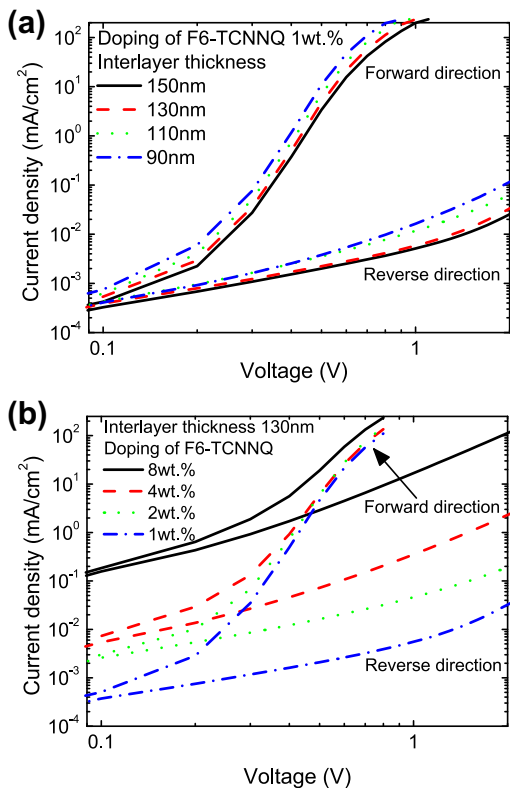 (a)
Doping of F6-TCNNQ 1wt.%
Interlayer thickness
150nm
130nm
110nm
90nm
Forward direction
Reverse direction
Current density (mA/cm²)
10²
10¹
10⁰
10⁻¹
10⁻²
10⁻³
10⁻⁴
0.1
1
Voltage (V)
(b)
Interlayer thickness 130nm
Doping of F6-TCNNQ
8wt.%
4wt.%
2wt.%
1wt.%
Forward direction
Reverse direction
Current density (mA/cm²)
10²
10¹
10⁰
10⁻¹
10⁻²
10⁻³
10⁻⁴
0.1
1
Voltage (V)